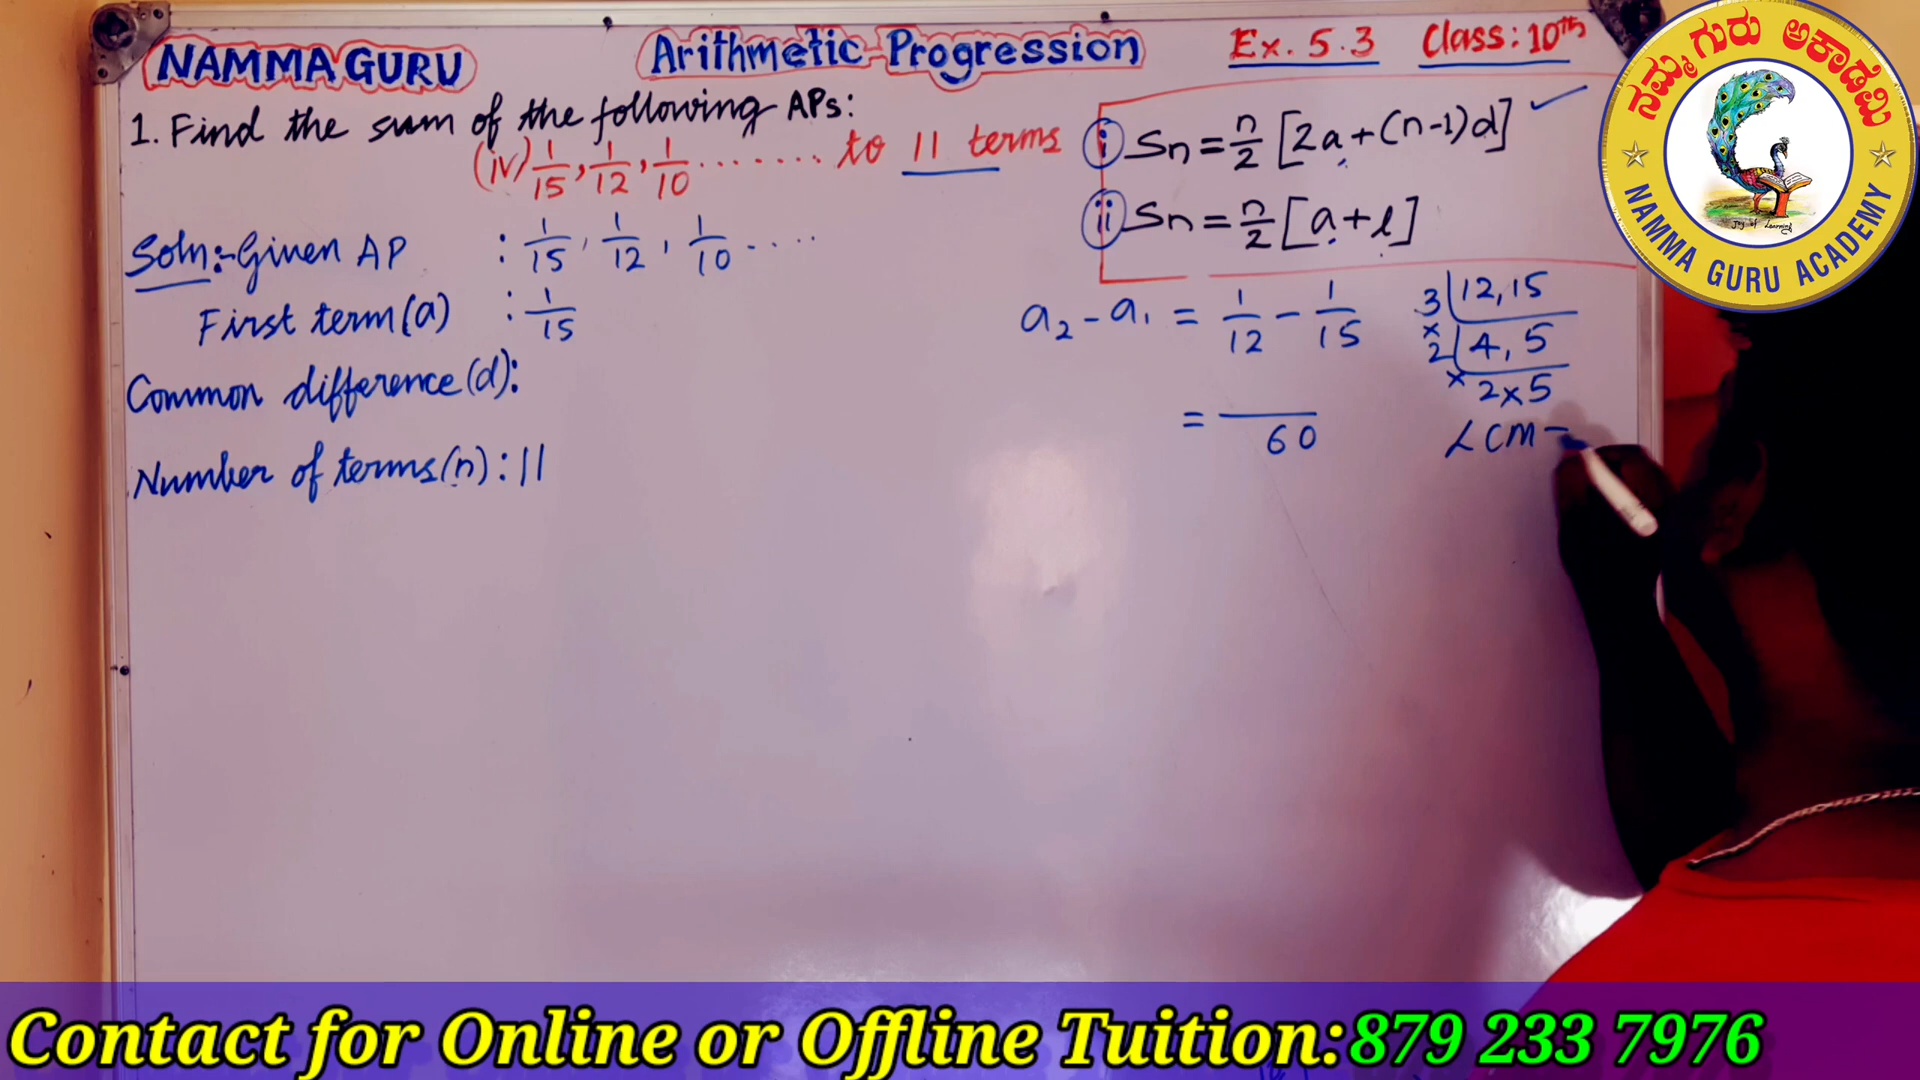 NAMMA GURU Arithmetic Progression Ex. 5.3 Class: 10th
1. Find the sum of the following APs:
(iv) 1/15, 1/12, 1/10 ........ to 11 terms
(i) Sn = n/2 [2a + (n-1)d] ✓
(ii) Sn = n/2 [a + l]
Soln:- Given AP : 1/15, 1/12, 1/10 ....
First term (a) : 1/15
Common difference (d):
Number of terms (n) : 11
a₂ - a₁ = 1/12 - 1/15
= /60
3 | 12, 15
×
2 | 4, 5
× 2 × 5
LCM -
ನಮ್ಮ ಗುರು ಅಕಾಡೆಮಿ
Joy of Learning
NAMMA GURU ACADEMY
Contact for Online or Offline Tuition: 879 233 7976